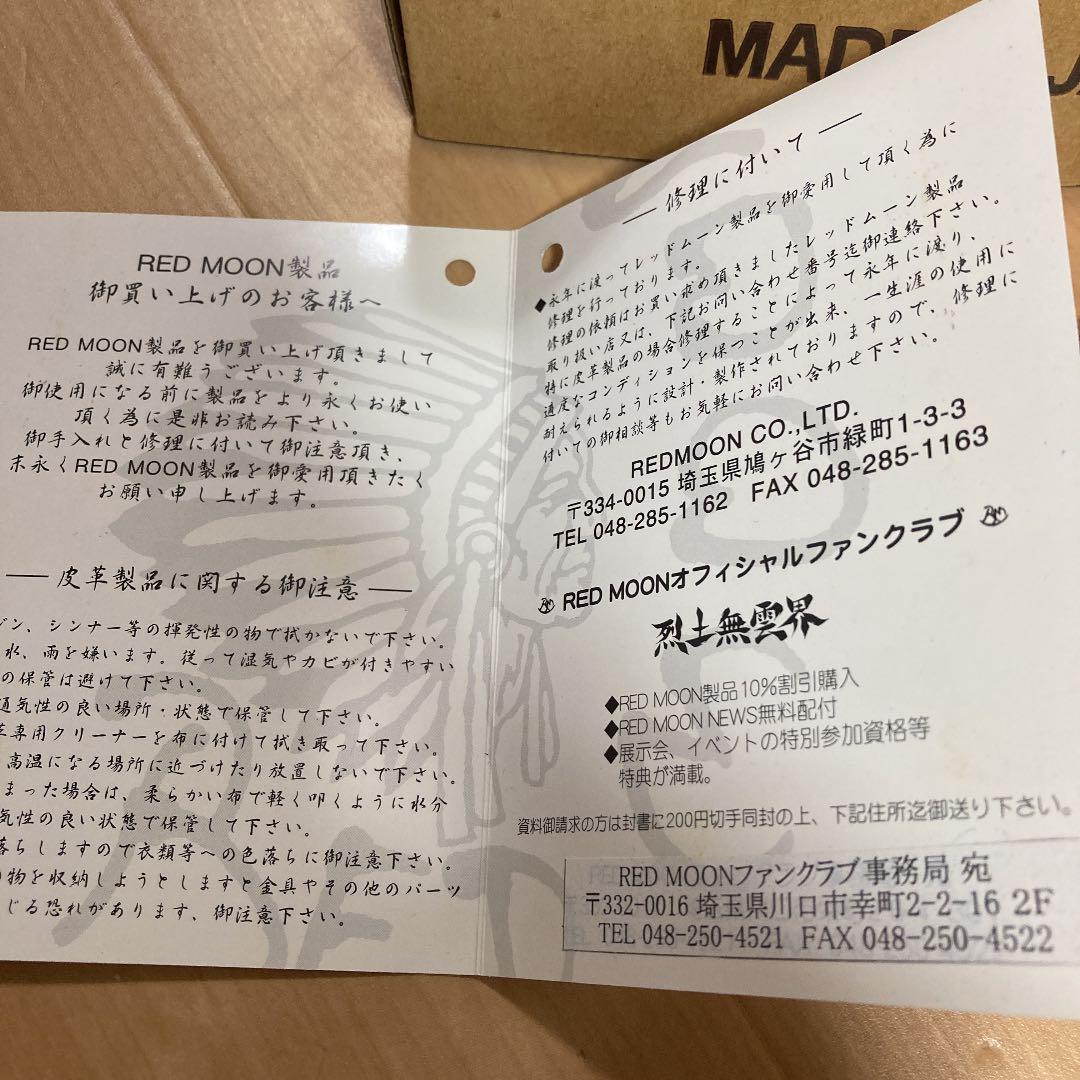 MADE
RED MOON製品
御買い上げのお客様へ
RED MOON製品を御買い上げ頂きまして
誠に有難うございます。
御使用になる前に製品をより永くお使い
頂く為に是非お読み下さい。
御手入れと修理に付いて御注意頂き、
末永くRED MOON製品を御愛用頂きたく
お願い申し上げます。
皮革製品に関する御注意
ゾン、シンナー等の揮発性の物で拭かないで下さい。
水、雨を嫌います。従って湿気やカビが付きやすい
の保管は避けて下さい。
通気性の良い場所・状態で保管して下さい。
革専用クリーナーを布に付けて拭き取って下さい。
高温になる場所に近づけたり放置しないで下さい。
まった場合は、柔らかい布で軽く叩くように水分
気性の良い状態で保管して下さい。
落ちしますので衣類等への色落ちに御注意下さい。
の物を収納しようとしますと金具やその他のパーツ
じる恐れがあります、御注意下さい。
修理に付いて
◆永年に渡ってレッドムーン製品を御愛用して頂く為に
修理を行っております。
修理の依頼はお買い求め頂きましたレッドムーン製品
取り扱い店又は、下記お問い合わせ番号迄御連絡下さい。
特に皮革製品の場合修理することによって永年に渡り、
適度なコンディションを保つことが出来、一生涯の使用に
耐えられるように設計・製作されておりますので、修理に
付いての御相談等もお気軽にお問い合わせ下さい。
REDMOON CO.,LTD.
〒334-0015 埼玉県鳩ヶ谷市緑町1-3-3
TEL 048-285-1162 FAX 048-285-1163
RED MOONオフィシャルファンクラブ
烈土無雲界
◆RED MOON製品10%割引購入
◆RED MOON NEWS無料配付
◆展示会、イベントの特別参加資格等
特典が満載。
資料御請求の方は封書に200円切手同封の上、下記住所迄御送り下さい。
RED MOONファンクラブ事務局 宛
〒332-0016 埼玉県川口市幸町2-2-16 2F
TEL 048-250-4521 FAX 048-250-4522